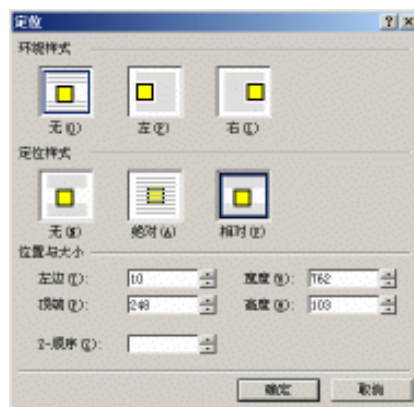 定位
环绕样式
无(O) 左(F) 右(I)
定位样式
无(N) 绝对(A) 相对(E)
位置与大小
左边(T): 10 宽度(W): 762
顶端(P): 248 高度(H): 103
Z-顺序(Z):
确定 取消